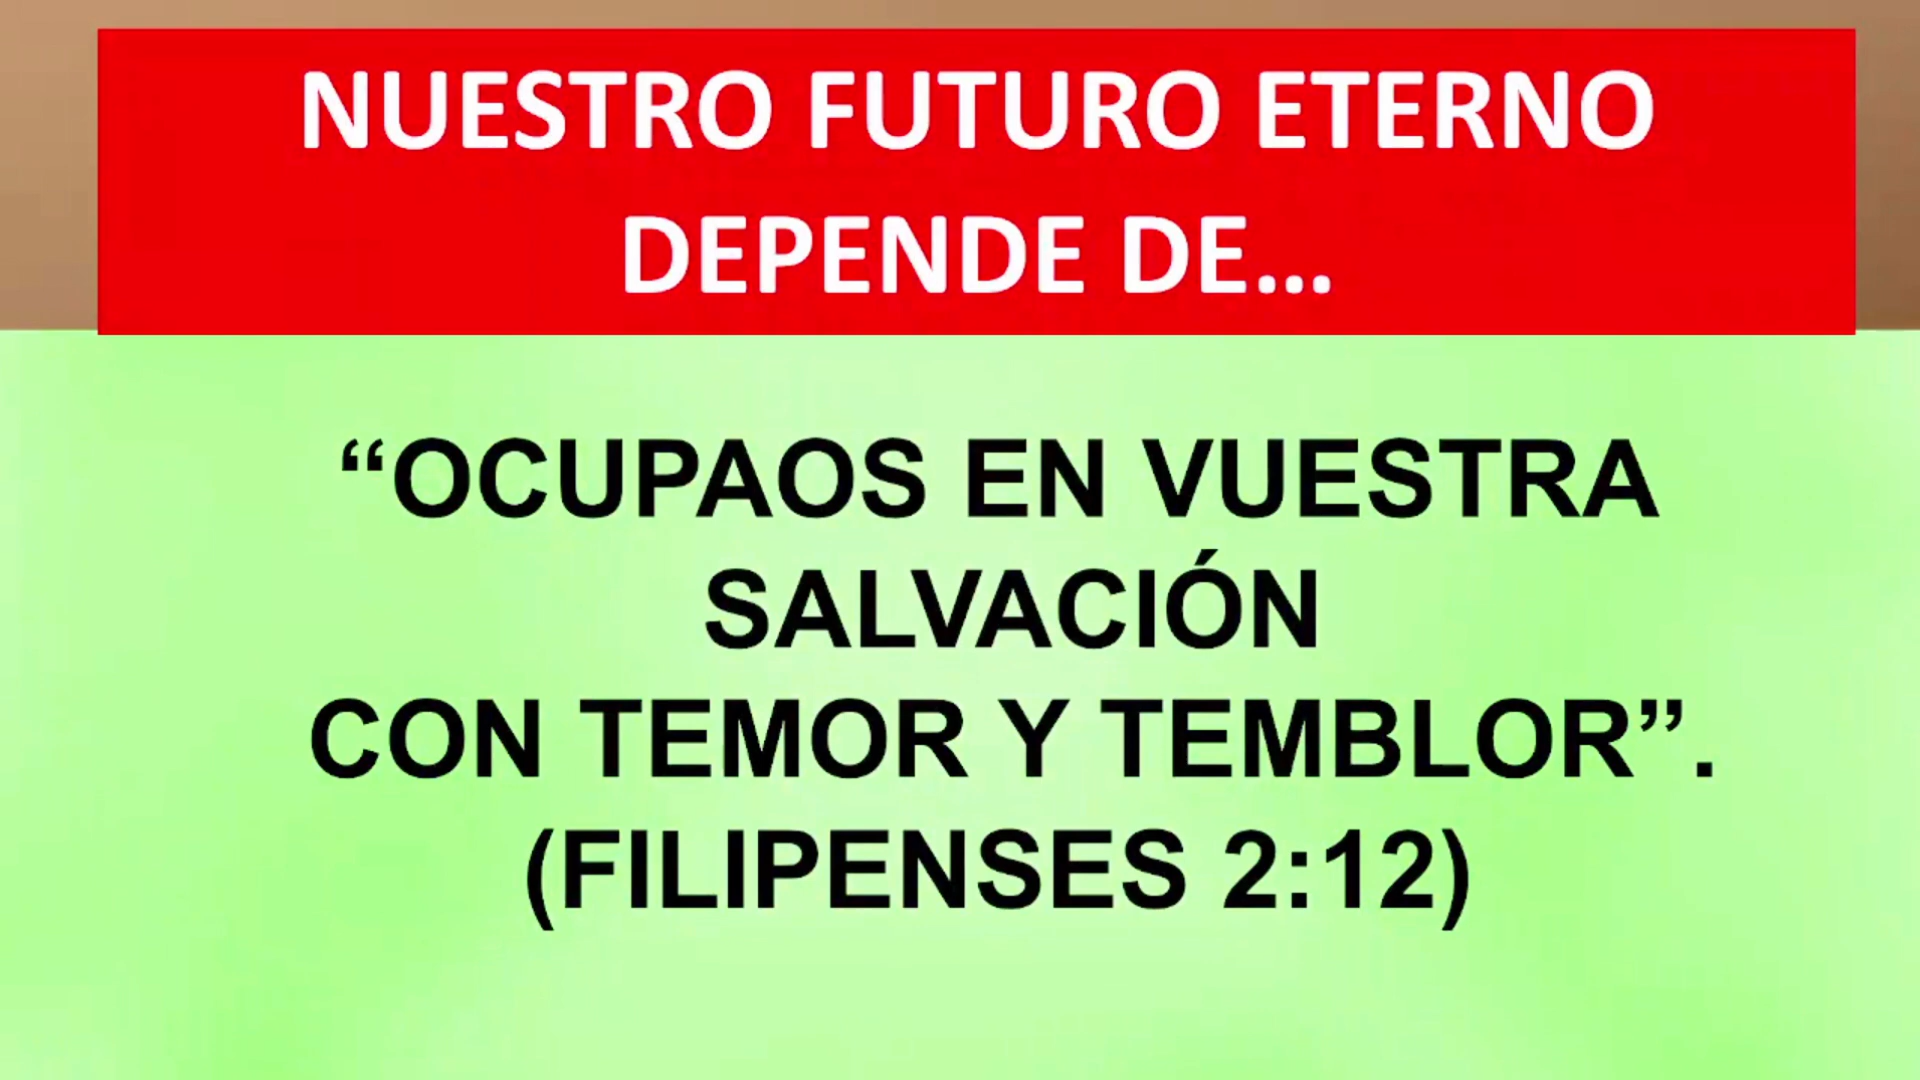 NUESTRO FUTURO ETERNO
DEPENDE DE...
“OCUPAOS EN VUESTRA
SALVACIÓN
CON TEMOR Y TEMBLOR”.
(FILIPENSES 2:12)